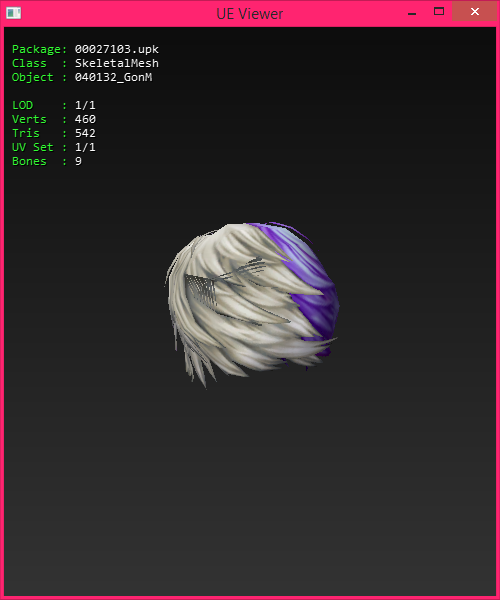 UE Viewer
Package: 00027103.upk
Class : SkeletalMesh
Object : 040132_GonM
LOD : 1/1
Verts : 460
Tris : 542
UV Set : 1/1
Bones : 9